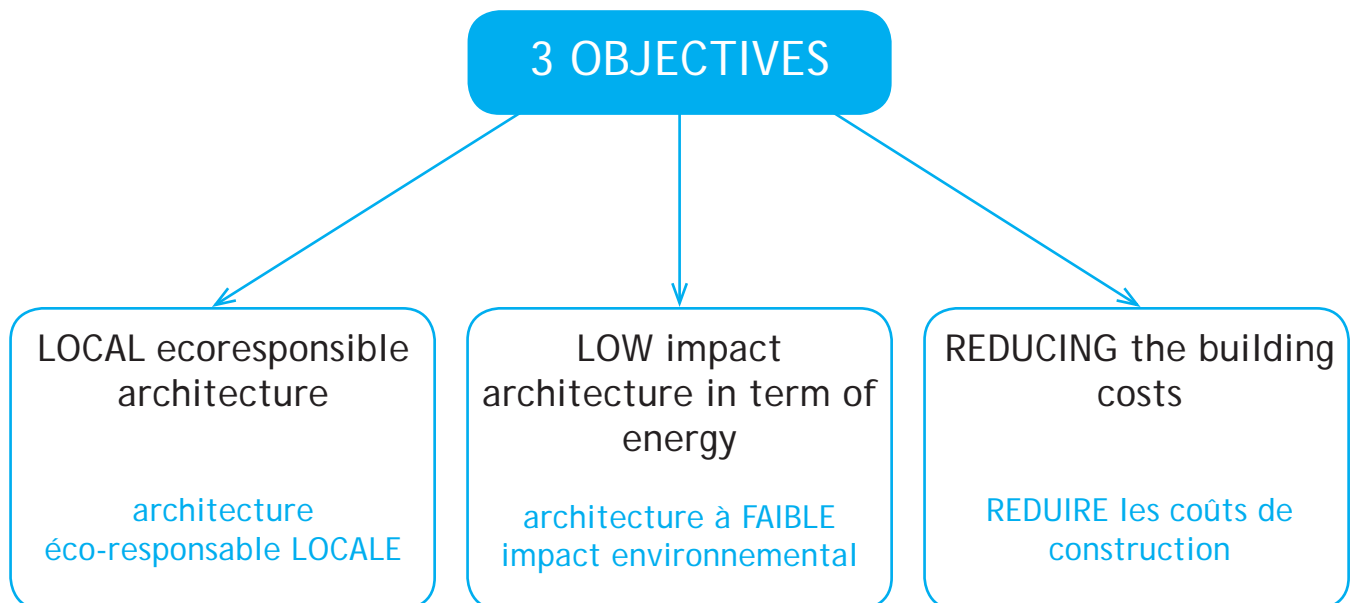 3 OBJECTIVES
LOCAL ecoresponsible
architecture
architecture
éco-responsable LOCALE
LOW impact
architecture in term of
energy
architecture à FAIBLE
impact environnemental
REDUCING the building
costs
REDUIRE les coûts de
construction